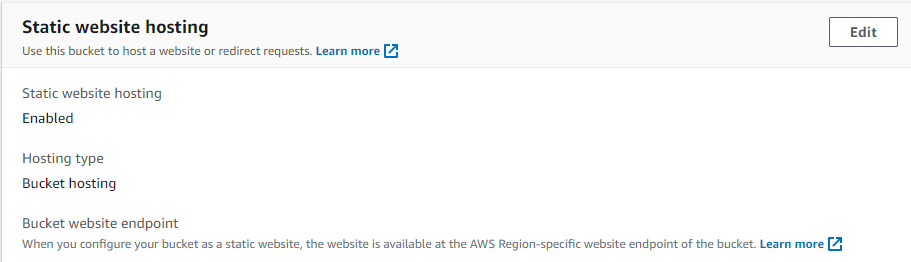 Static website hosting
Edit
Use this bucket to host a website or redirect requests. Learn more
Static website hosting
Enabled
Hosting type
Bucket hosting
Bucket website endpoint
When you configure your bucket as a static website, the website is available at the AWS Region-specific website endpoint of the bucket. Learn more